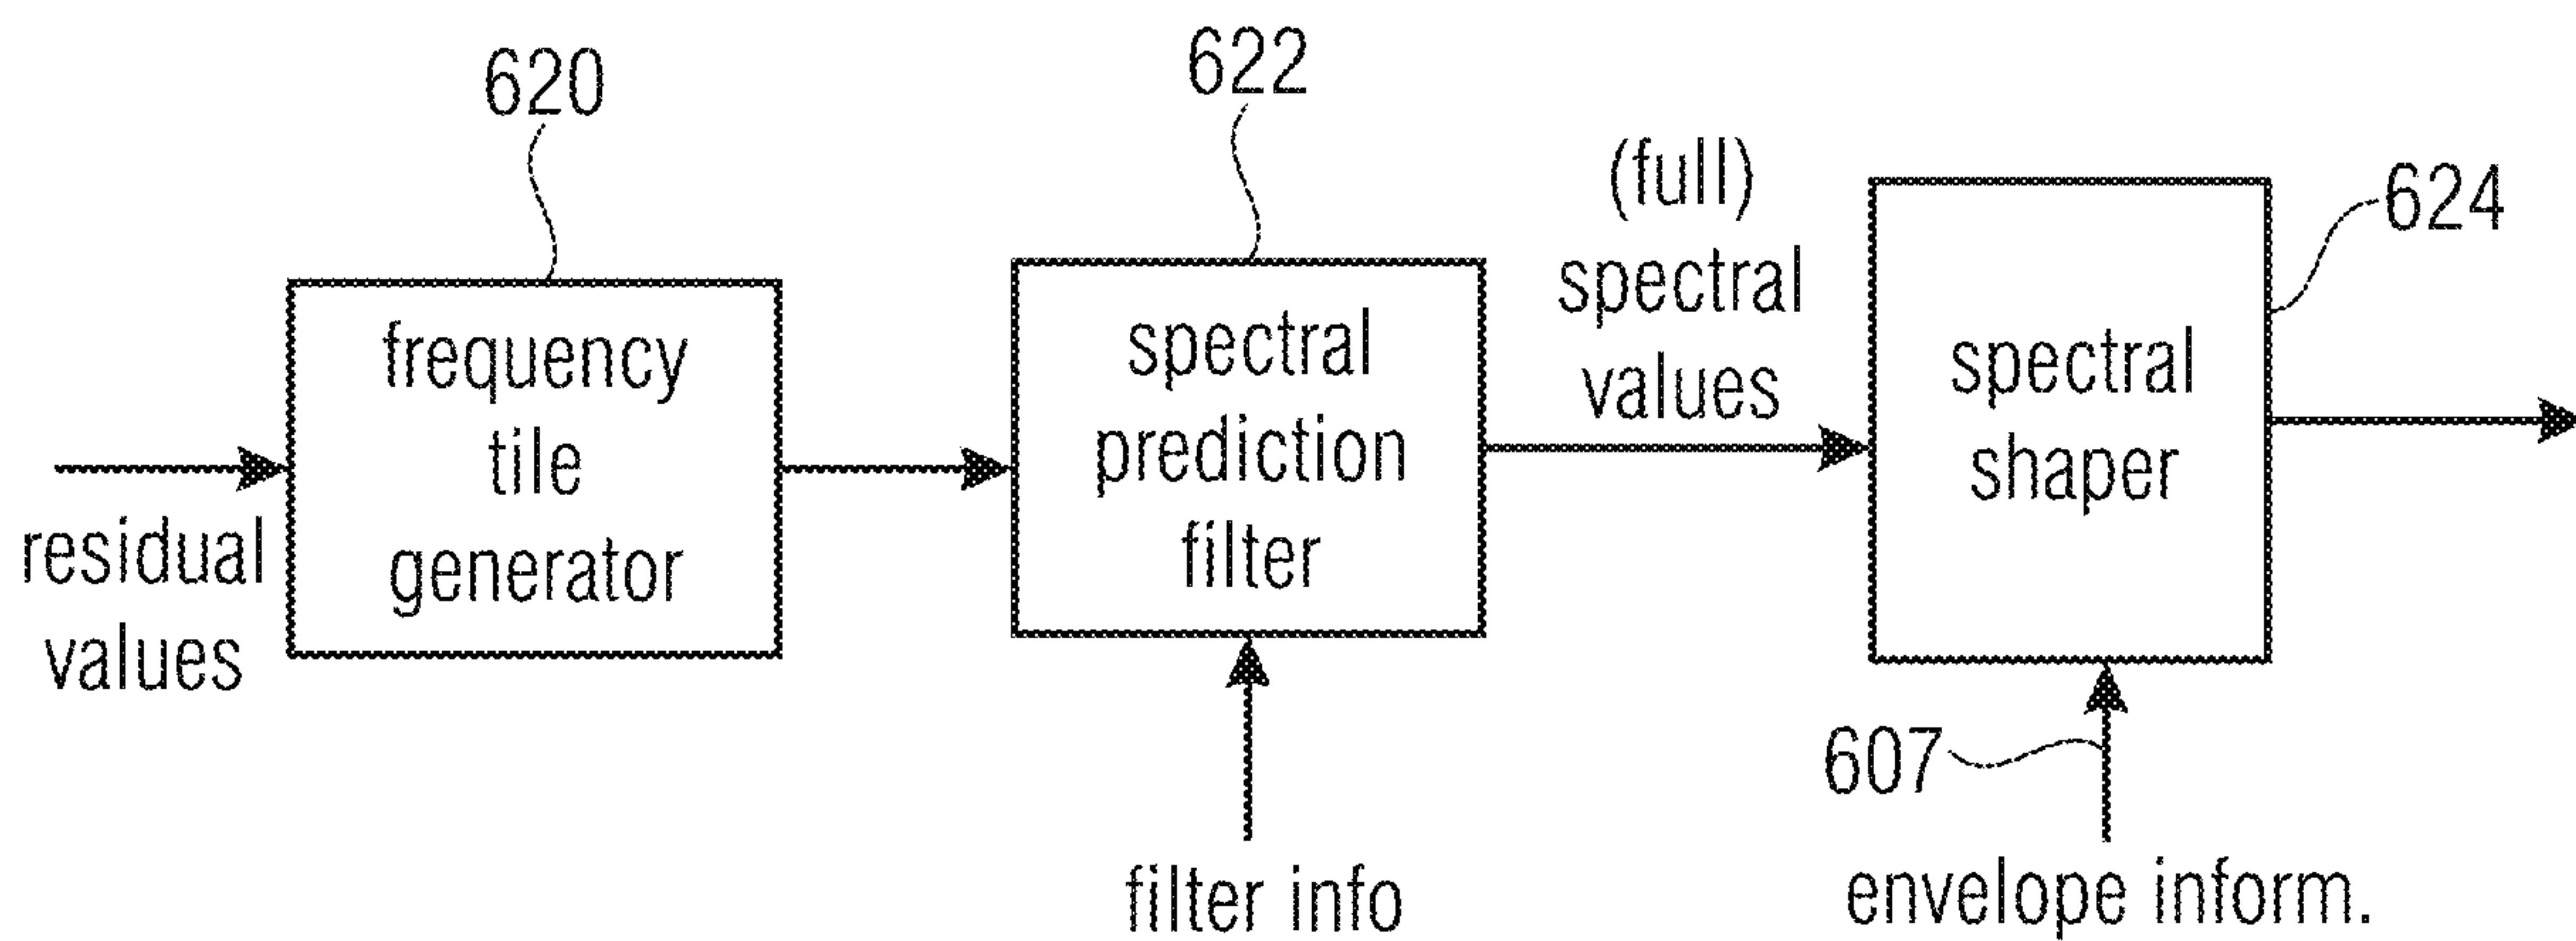 620
622
624
frequency
tile
generator
residual
values
spectral
prediction
filter
filter info
(full)
spectral
values
spectral
shaper
607
envelope inform.